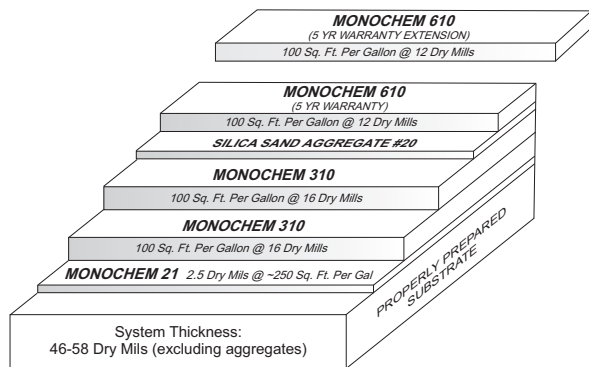 MONOCHEM 610
(5 YR WARRANTY EXTENSION)
100 Sq. Ft. Per Gallon @ 12 Dry Mills
MONOCHEM 610
(5 YR WARRANTY)
100 Sq. Ft. Per Gallon @ 12 Dry Mills
SILICA SAND AGGREGATE #20
MONOCHEM 310
100 Sq. Ft. Per Gallon @ 16 Dry Mills
MONOCHEM 310
100 Sq. Ft. Per Gallon @ 16 Dry Mills
MONOCHEM 21 2.5 Dry Mils @ ~250 Sq. Ft. Per Gal
PROPERLY PREPARED
SUBSTRATE
System Thickness:
46-58 Dry Mils (excluding aggregates)